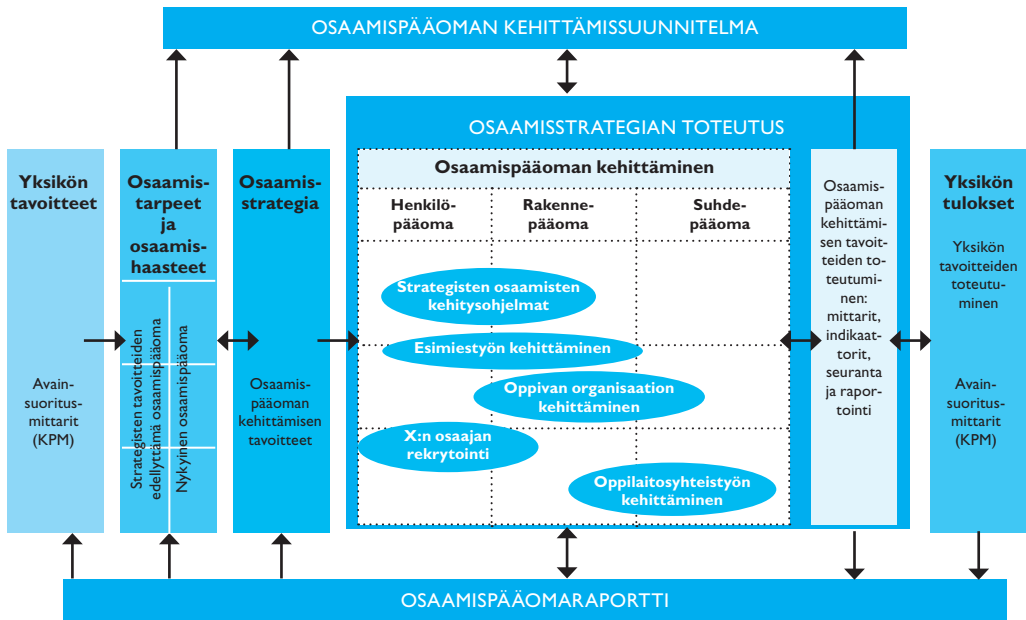 OSAAMISPÄÄOMAN KEHITTÄMISSUUNNITELMA
Yksikön
tavoitteet
Avain-
suoritus-
mittarit
(KPM)
Osaamis-
tarpeet
ja
osaamis-
haasteet
Strategisten tavoitteiden
edellyttämä osaamispääoma
Nykyinen osaamispääoma
Osaamis-
strategia
Osaamis-
pääoman
kehittämisen
tavoitteet
OSAAMISSTRATEGIAN TOTEUTUS
Osaamispääoman kehittäminen
Henkilö-
pääoma
Rakenne-
pääoma
Suhde-
pääoma
Strategisten osaamisten
kehitysohjelmat
Esimiestyön kehittäminen
Oppivan organisaation
kehittäminen
X:n osaajan
rekrytointi
Oppilaitosyhteistyön
kehittäminen
Osaamis-
pääoman
kehittämi-
sen tavoit-
teiden to-
teutumi-
nen:
mittarit,
indikaat-
torit,
seuranta
ja rapor-
tointi
Yksikön
tulokset
Yksikön
tavoitteiden
toteutu-
minen
Avain-
suoritus-
mittarit
(KPM)
OSAAMISPÄÄOMARAPORTTI